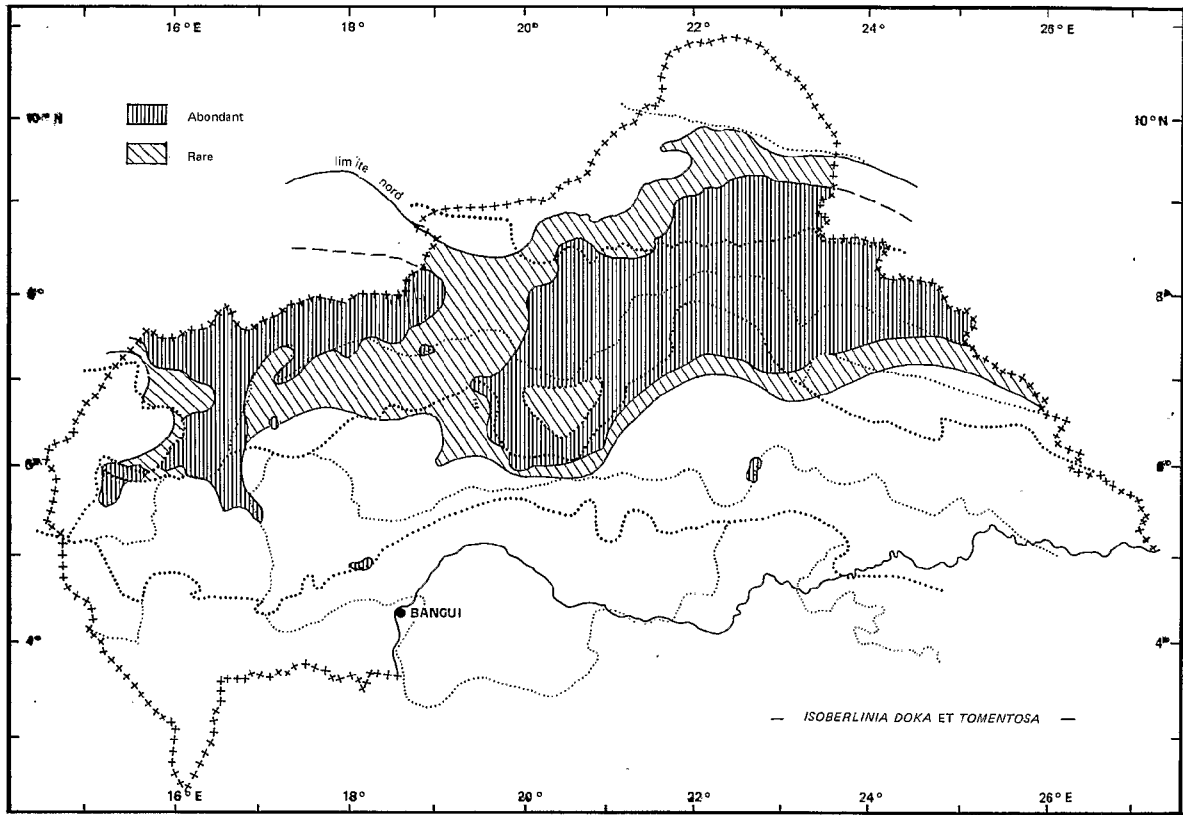 16° E 18° 20° 22° 24° 26° E
Abondant
Rare
10° N 10° N
limite nord
8° 8°
6° 6°
BANGUI
4° 4°
— ISOBERLINIA DOKA ET TOMENTOSA —
16° E 18° 20° 22° 24° 26° E